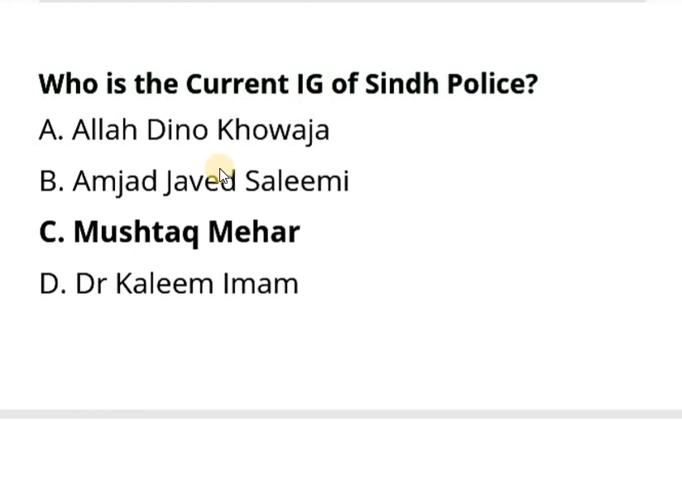 Who is the Current IG of Sindh Police?
A. Allah Dino Khowaja
B. Amjad Javed Saleemi
C. Mushtaq Mehar
D. Dr Kaleem Imam